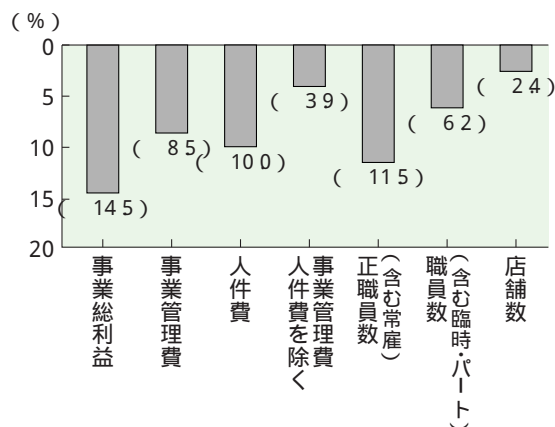 （％）
0
5
10
15
20
（ 14.5）
（ 8.5）
（ 10.0）
（ 3.9）
（ 11.5）
（ 6.2）
（ 2.4）
事業総利益
事業管理費
人件費
事業管理費
人件費を除く
（含む常雇）
正職員数
（含む臨時・パート）
職員数
店舗数